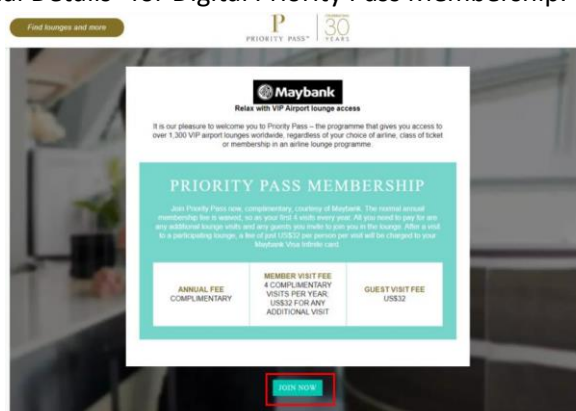 al Details" for Digital Priority Pass Membership.
Find lounges and more
P
PRIORITY PASS™
30
YEARS
Maybank
Relax with VIP Airport lounge access
It is our pleasure to welcome you to Priority Pass – the programme that gives you access to
over 1,300 VIP airport lounges worldwide, regardless of your choice of airline, class of ticket
or membership in an airline lounge programme.
PRIORITY PASS MEMBERSHIP
Join Priority Pass now, complimentary, courtesy of Maybank. The normal annual
membership fee is waived, so as your first 4 visits every year. All you need to pay for are
any additional lounge visits and any guests you invite to join you in the lounge. After a visit
to a participating lounge, a fee of just US$32 per person per visit will be charged to your
Maybank Visa Infinite card.
ANNUAL FEE
COMPLIMENTARY
MEMBER VISIT FEE
4 COMPLIMENTARY
VISITS PER YEAR;
US$32 FOR ANY
ADDITIONAL VISIT
GUEST VISIT FEE
US$32
JOIN NOW